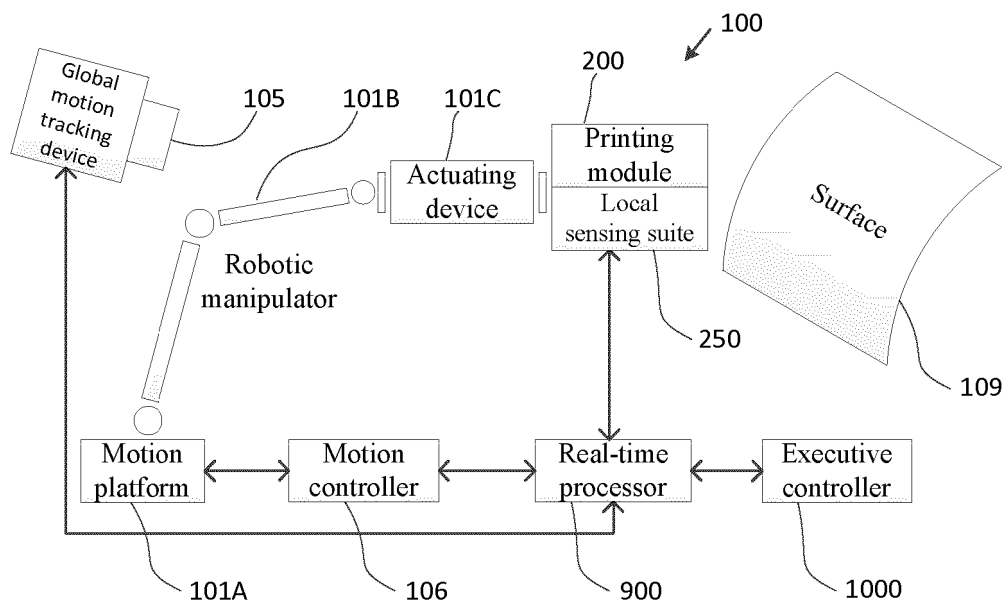 100
200
Global
motion
tracking
device
105
101B
101C
Printing
module
Actuating
device
Local
sensing suite
Surface
Robotic
manipulator
250
109
Motion
platform
Motion
controller
Real-time
processor
Executive
controller
101A
106
900
1000